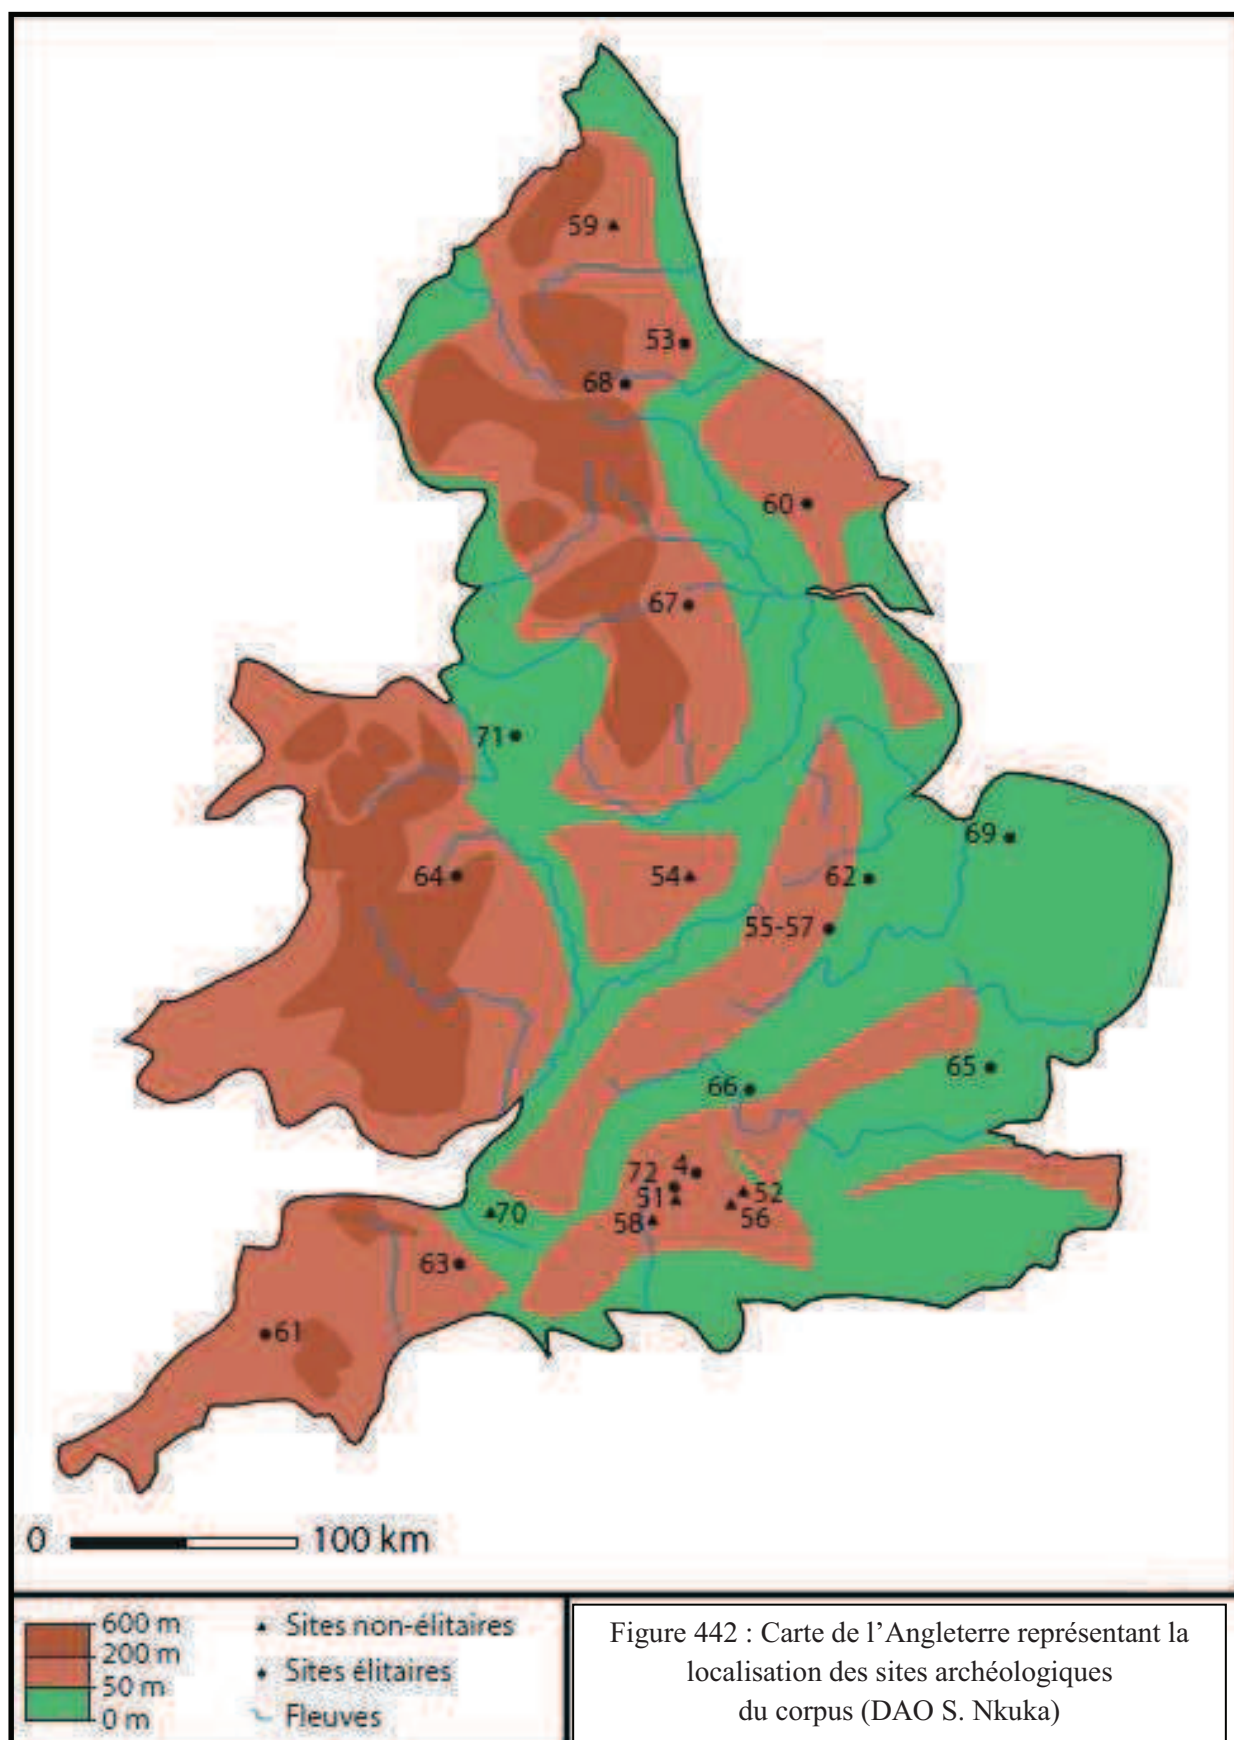 59
53
68
60
67
71
69
64
54
62
55-57
65
66
4
72
51
52
56
58
70
63
61
0 100 km
600 m
200 m
50 m
0 m
Sites non-élitaires
Sites élitaires
Fleuves
Figure 442 : Carte de l’Angleterre représentant la
localisation des sites archéologiques
du corpus (DAO S. Nkuka)